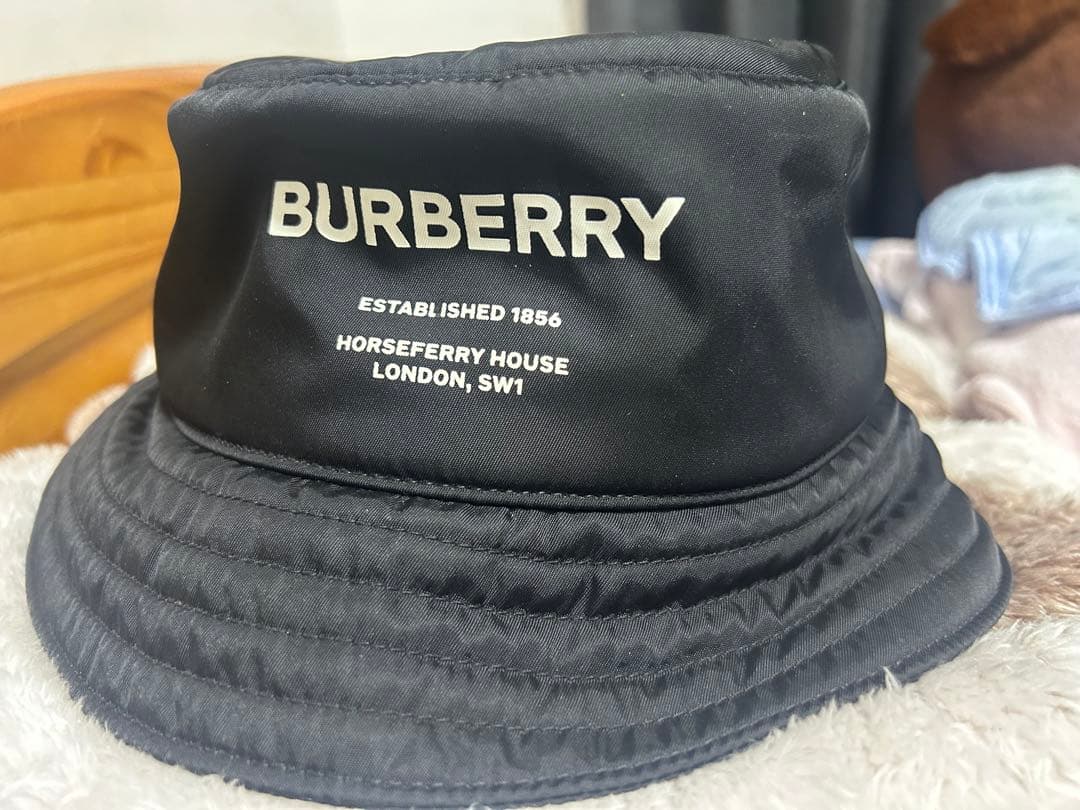 BURBERRY
ESTABLISHED 1856
HORSEFERRY HOUSE
LONDON, SW1